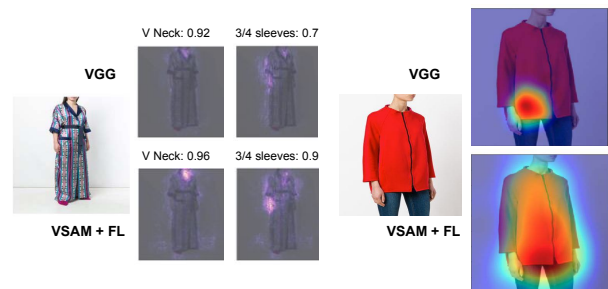 V Neck: 0.92 3/4 sleeves: 0.7
VGG
VGG
V Neck: 0.96 3/4 sleeves: 0.9
VSAM + FL
VSAM + FL